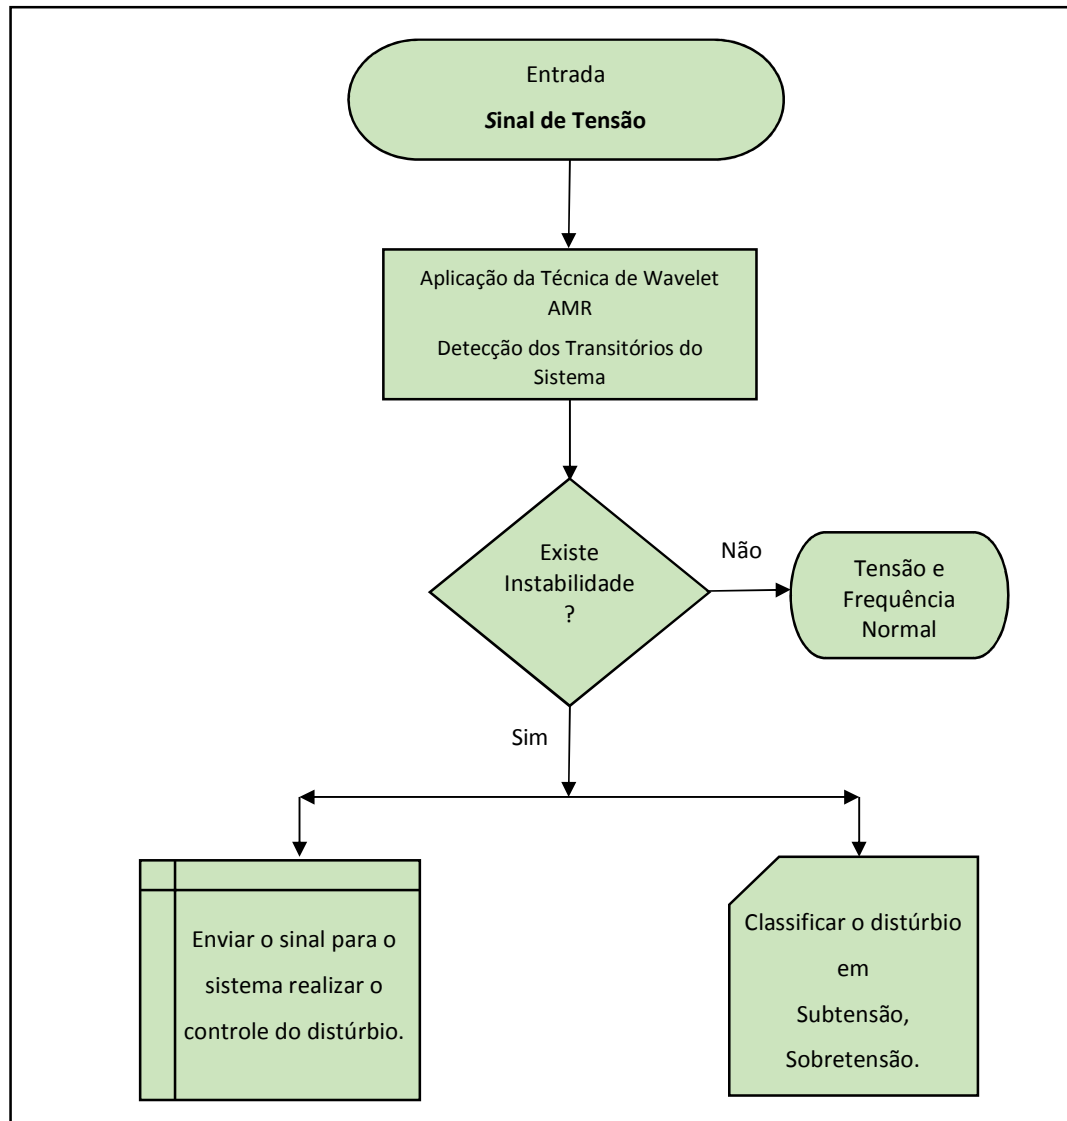 Entrada
Sinal de Tensão
Aplicação da Técnica de Wavelet
AMR
Detecção dos Transitórios do
Sistema
Existe
Instabilidade
?
Não
Tensão e
Frequência
Normal
Sim
Enviar o sinal para o
sistema realizar o
controle do distúrbio.
Classificar o distúrbio
em
Subtensão,
Sobretensão.